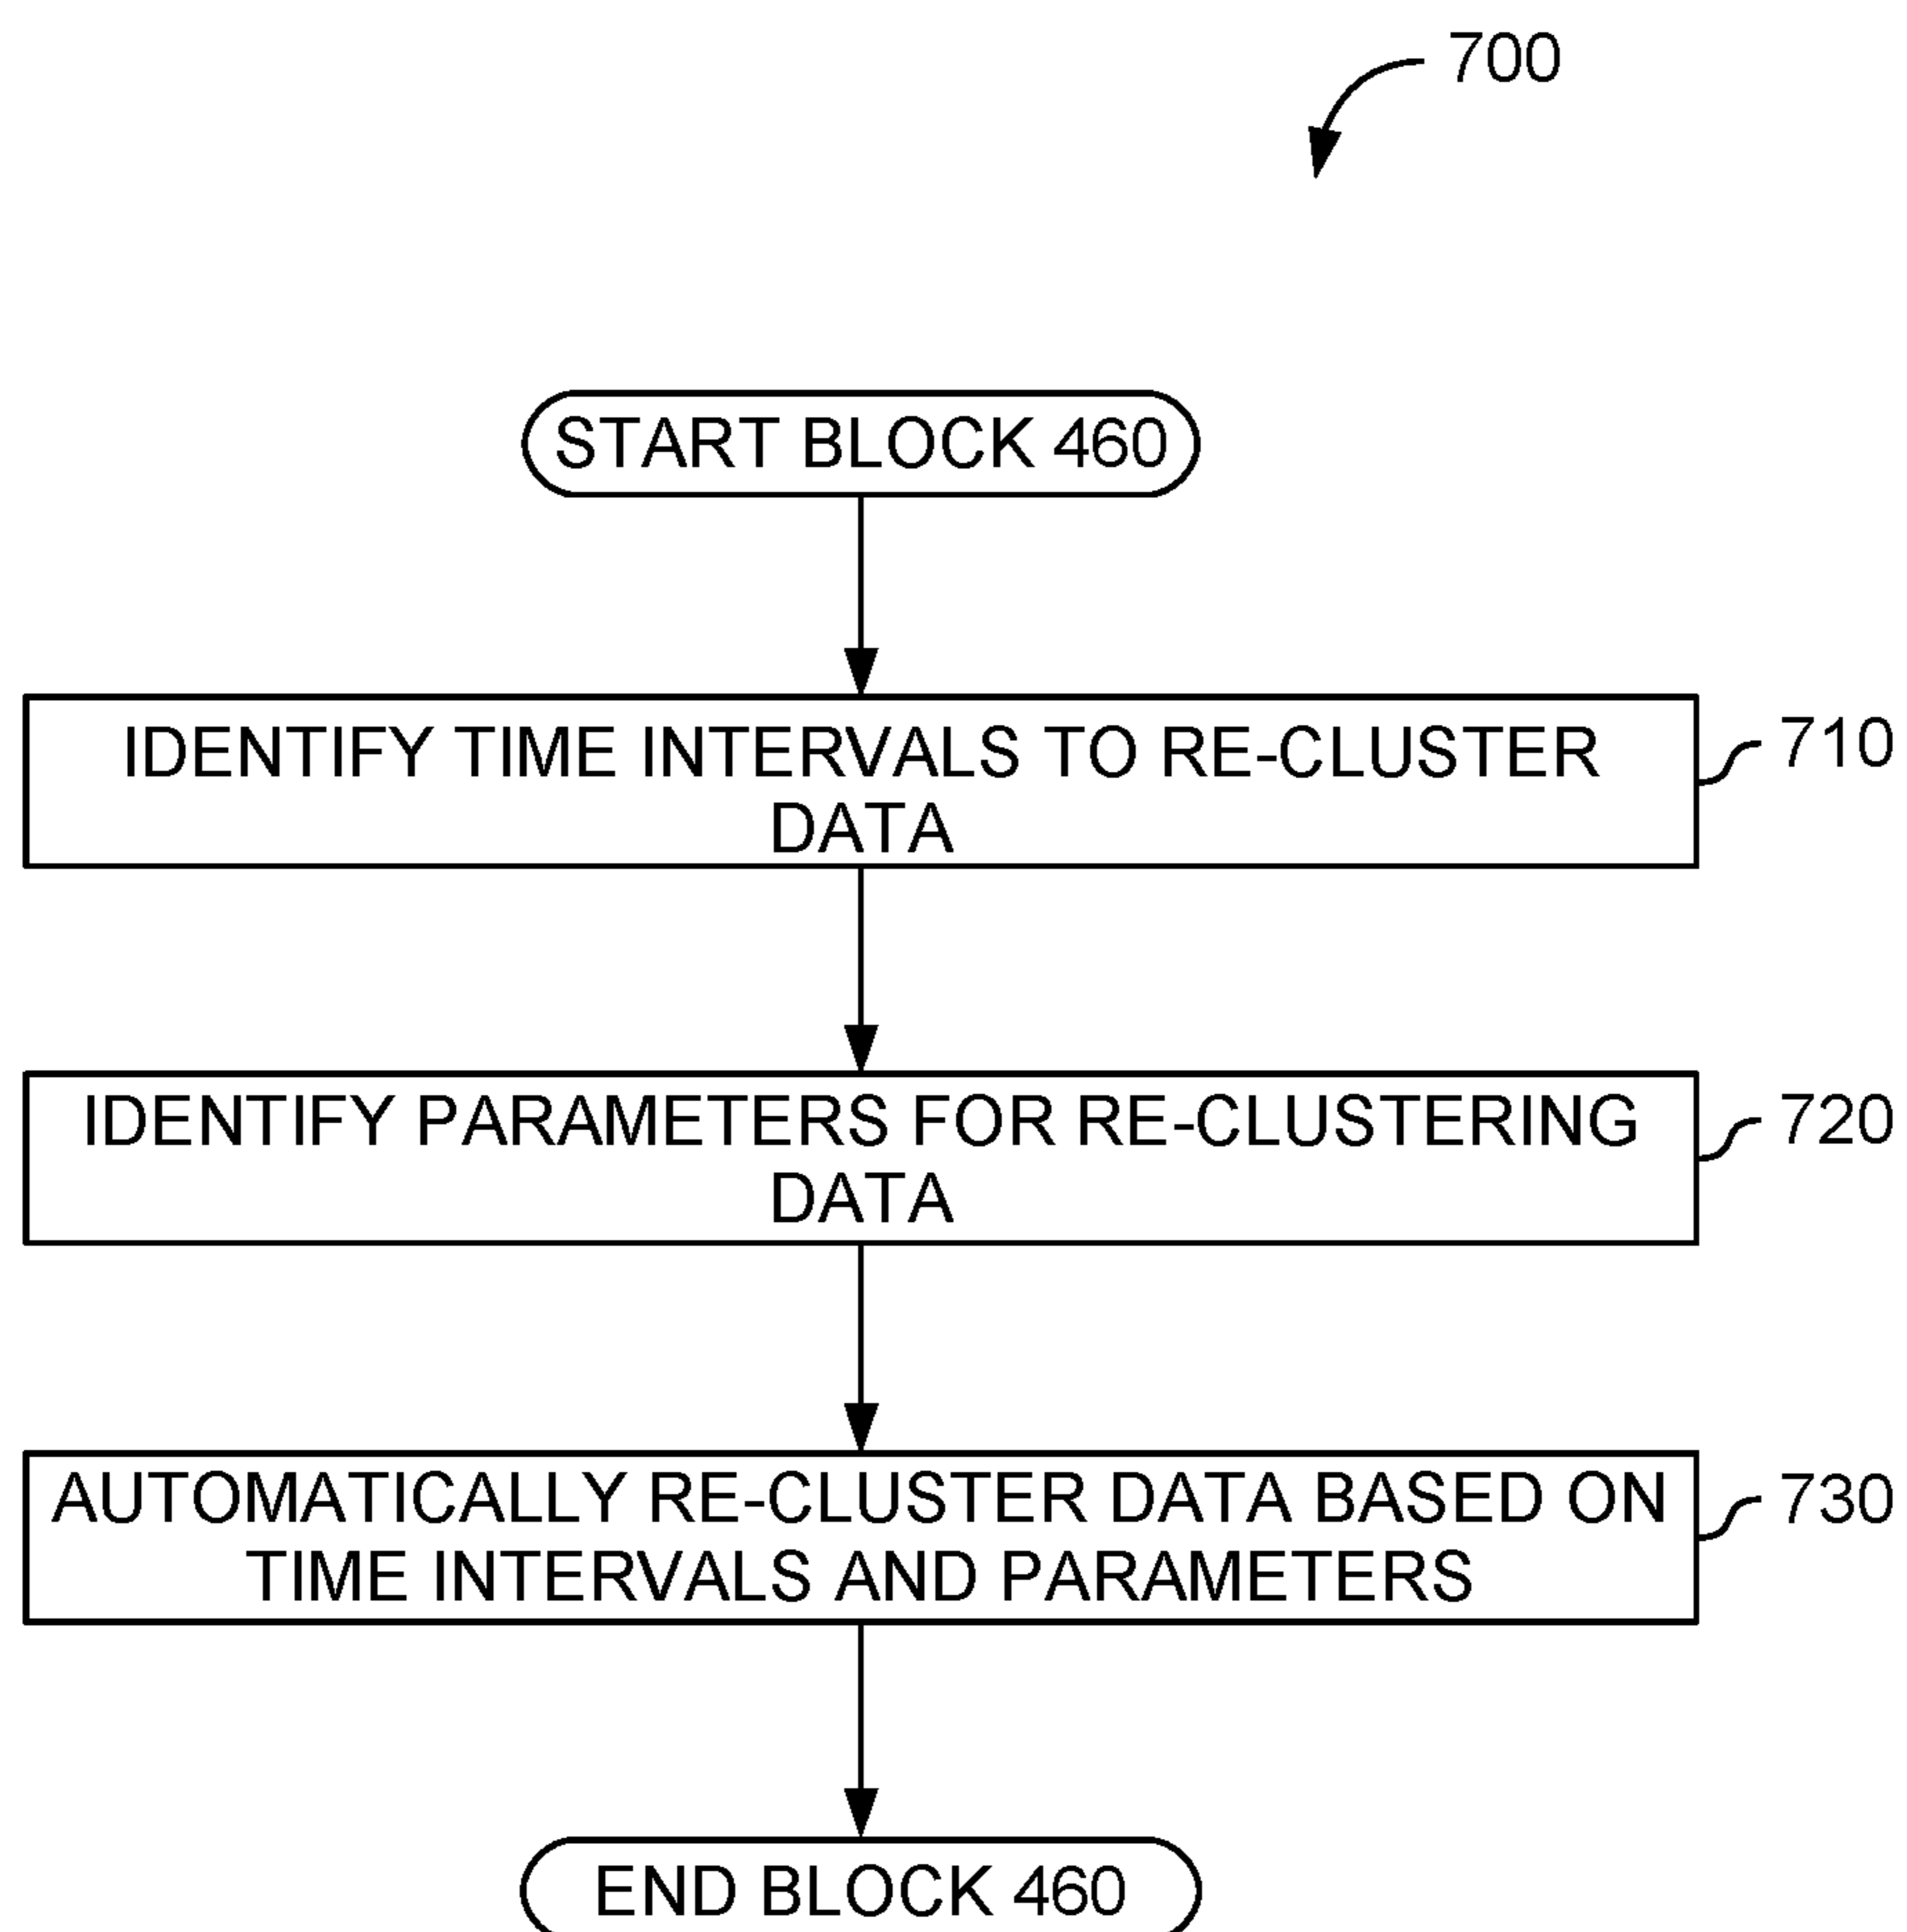 700
START BLOCK 460
IDENTIFY TIME INTERVALS TO RE-CLUSTER
DATA
710
IDENTIFY PARAMETERS FOR RE-CLUSTERING
DATA
720
AUTOMATICALLY RE-CLUSTER DATA BASED ON
TIME INTERVALS AND PARAMETERS
730
END BLOCK 460